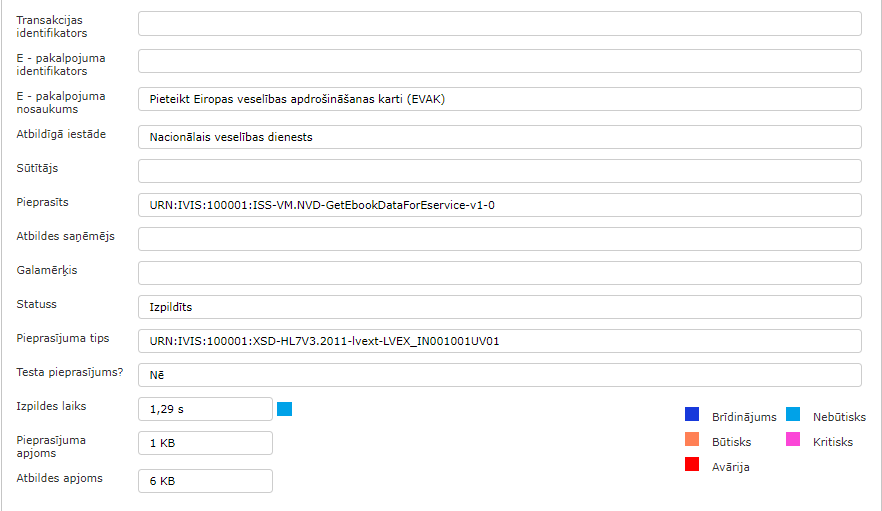 Transakcijas
identifikators
E - pakalpojuma
identifikators
E - pakalpojuma
nosaukums
Pieteikt Eiropas veselības apdrošināšanas karti (EVAK)
Atbildīgā iestāde
Nacionālais veselības dienests
Sūtītājs
Pieprasīts
URN:IVIS:100001:ISS-VM.NVD-GetEbookDataForEservice-v1-0
Atbildes saņēmējs
Galamērķis
Statuss
Izpildīts
Pieprasījuma tips
URN:IVIS:100001:XSD-HL7V3.2011-lvext-LVEX_IN001001UV01
Testa pieprasījums?
Nē
Izpildes laiks
1,29 s
Brīdinājums
Nebūtisks
Pieprasījuma
apjoms
1 KB
Būtisks
Kritisks
Avārija
Atbildes apjoms
6 KB